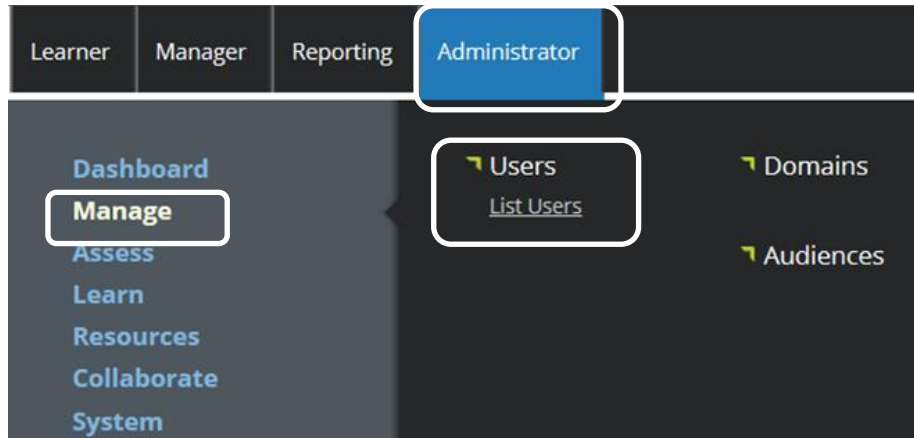 Learner Manager Reporting Administrator
Dashboard
Manage
Assess
Learn
Resources
Collaborate
System
Users
List Users
Domains
Audiences